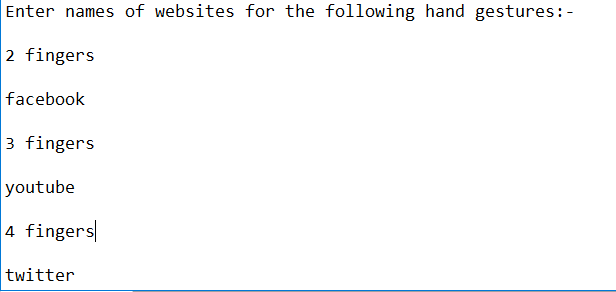 Enter names of websites for the following hand gestures:-
2 fingers
facebook
3 fingers
youtube
4 fingers
twitter